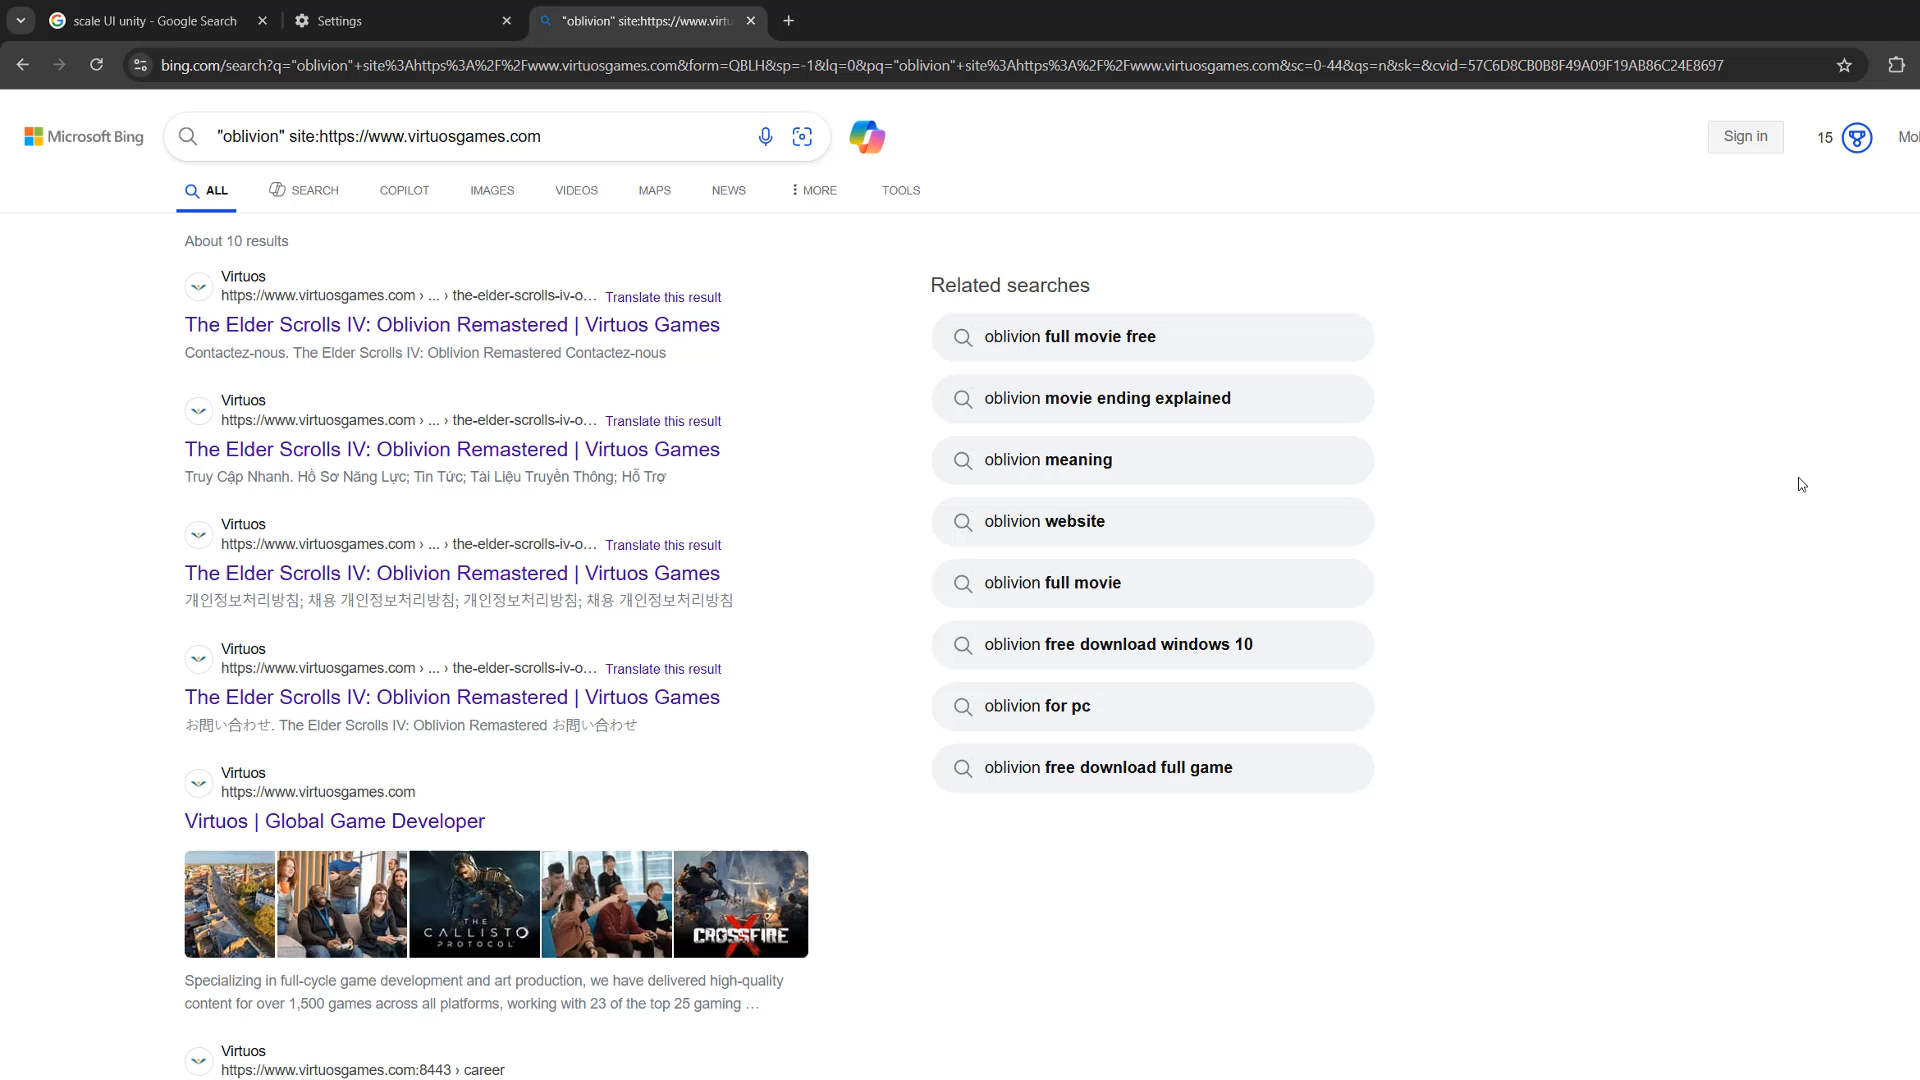 scale UI unity - Google Search
Settings
"oblivion" site:https://www.virtu
bing.com/search?q="oblivion"+site%3Ahttps%3A%2F%2Fwww.virtuosgames.com&form=QBLH&sp=-1&lq=0&pq="oblivion"+site%3Ahttps%3A%2F%2Fwww.virtuosgames.com&sc=0-44&qs=n&sk=&cvid=57C6D8CB0B8F49A09F19AB86C24E8697
Microsoft Bing
"oblivion" site:https://www.virtuosgames.com
Sign in
15
ALL
SEARCH
COPILOT
IMAGES
VIDEOS
MAPS
NEWS
MORE
TOOLS
About 10 results
Virtuos
https://www.virtuosgames.com › ... › the-elder-scrolls-iv-o… Translate this result
The Elder Scrolls IV: Oblivion Remastered | Virtuos Games
Contactez-nous. The Elder Scrolls IV: Oblivion Remastered Contactez-nous
Virtuos
https://www.virtuosgames.com › ... › the-elder-scrolls-iv-o… Translate this result
The Elder Scrolls IV: Oblivion Remastered | Virtuos Games
Truy Cập Nhanh. Hồ Sơ Năng Lực; Tin Tức; Tài Liệu Truyền Thông; Hỗ Trợ
Virtuos
https://www.virtuosgames.com › ... › the-elder-scrolls-iv-o… Translate this result
The Elder Scrolls IV: Oblivion Remastered | Virtuos Games
개인정보처리방침; 채용 개인정보처리방침; 개인정보처리방침; 채용 개인정보처리방침
Virtuos
https://www.virtuosgames.com › ... › the-elder-scrolls-iv-o… Translate this result
The Elder Scrolls IV: Oblivion Remastered | Virtuos Games
お問い合わせ. The Elder Scrolls IV: Oblivion Remastered お問い合わせ
Virtuos
https://www.virtuosgames.com
Virtuos | Global Game Developer
THE
CALLISTO
PROTOCOL
CROSSFIRE
X
Specializing in full-cycle game development and art production, we have delivered high-quality
content for over 1,500 games across all platforms, working with 23 of the top 25 gaming …
Virtuos
https://www.virtuosgames.com:8443 › career
Related searches
oblivion full movie free
oblivion movie ending explained
oblivion meaning
oblivion website
oblivion full movie
oblivion free download windows 10
oblivion for pc
oblivion free download full game